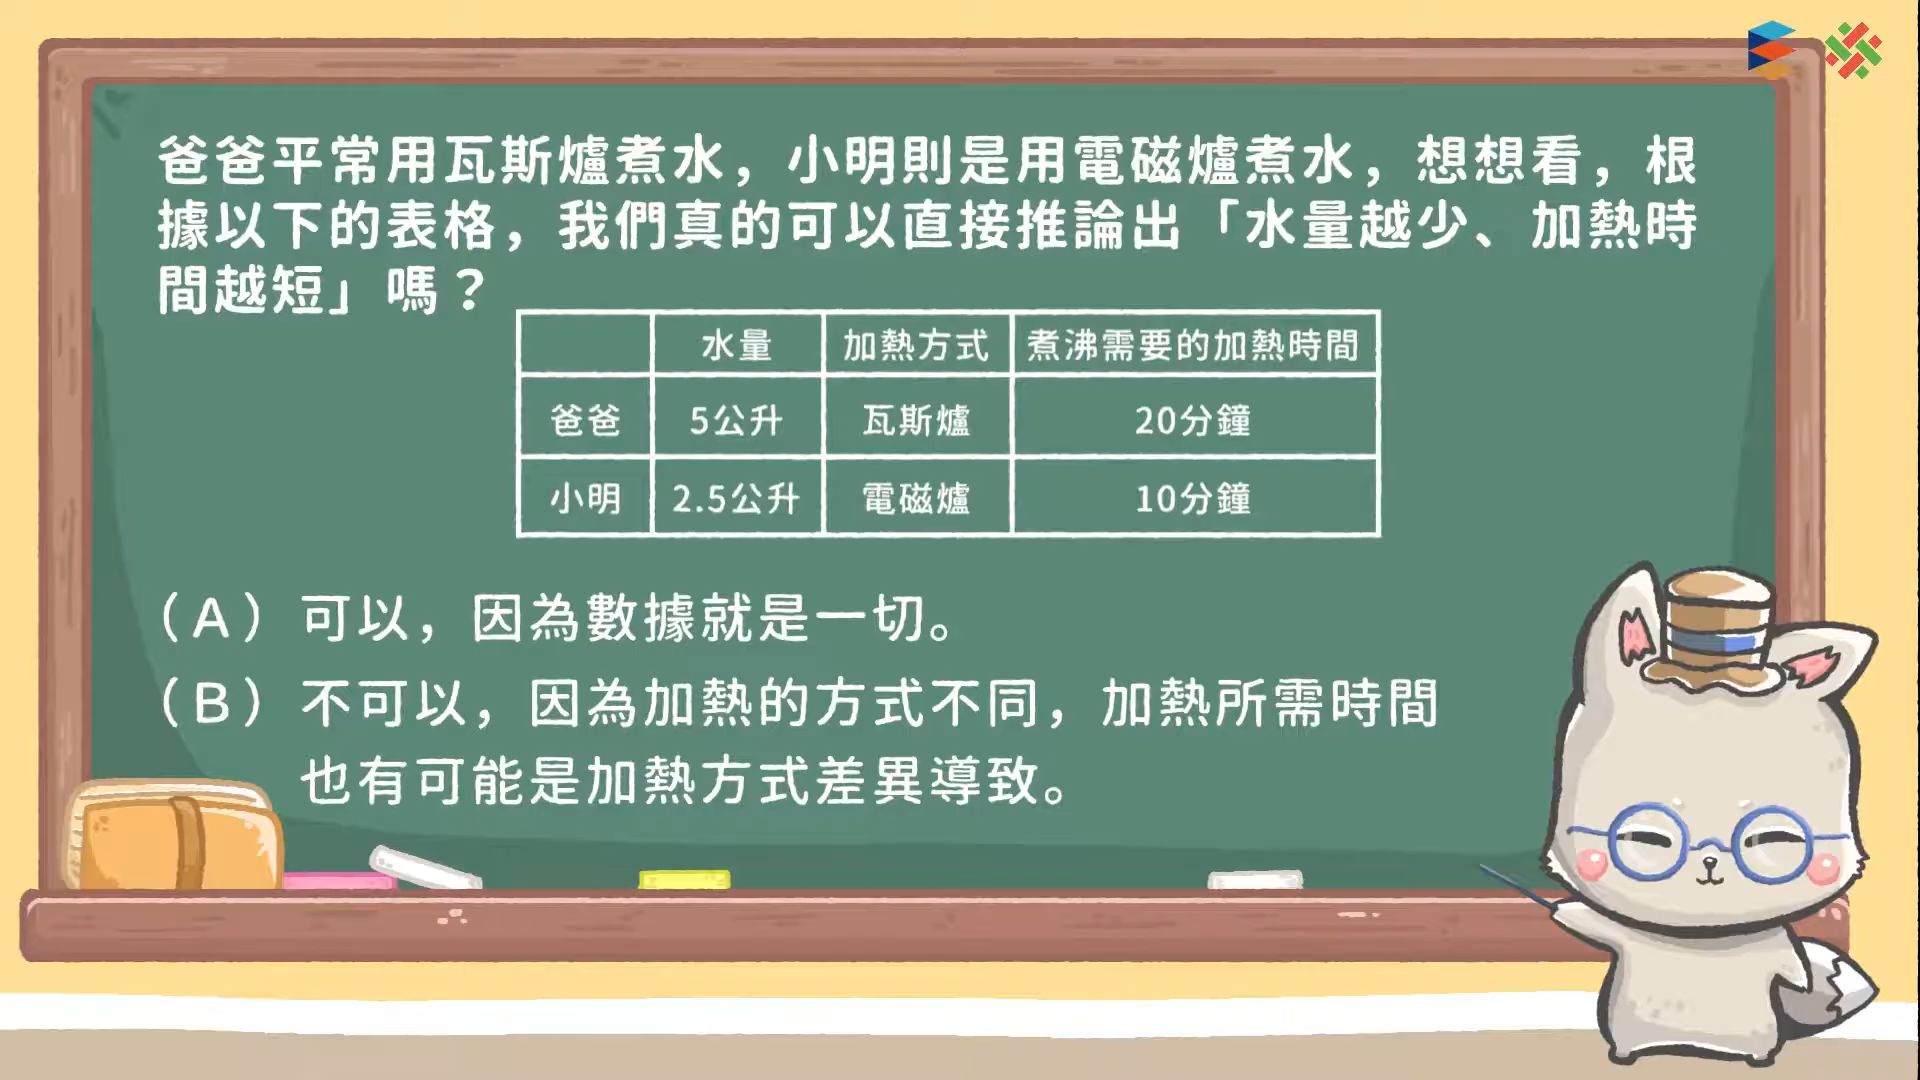 爸爸平常用瓦斯爐煮水，小明則是用電磁爐煮水，想想看，根
據以下的表格，我們真的可以直接推論出「水量越少、加熱時
間越短」嗎？
水量 加熱方式 煮沸需要的加熱時間
爸爸 5公升 瓦斯爐 20分鐘
小明 2.5公升 電磁爐 10分鐘
（A）可以，因為數據就是一切。
（B）不可以，因為加熱的方式不同，加熱所需時間
也有可能是加熱方式差異導致。